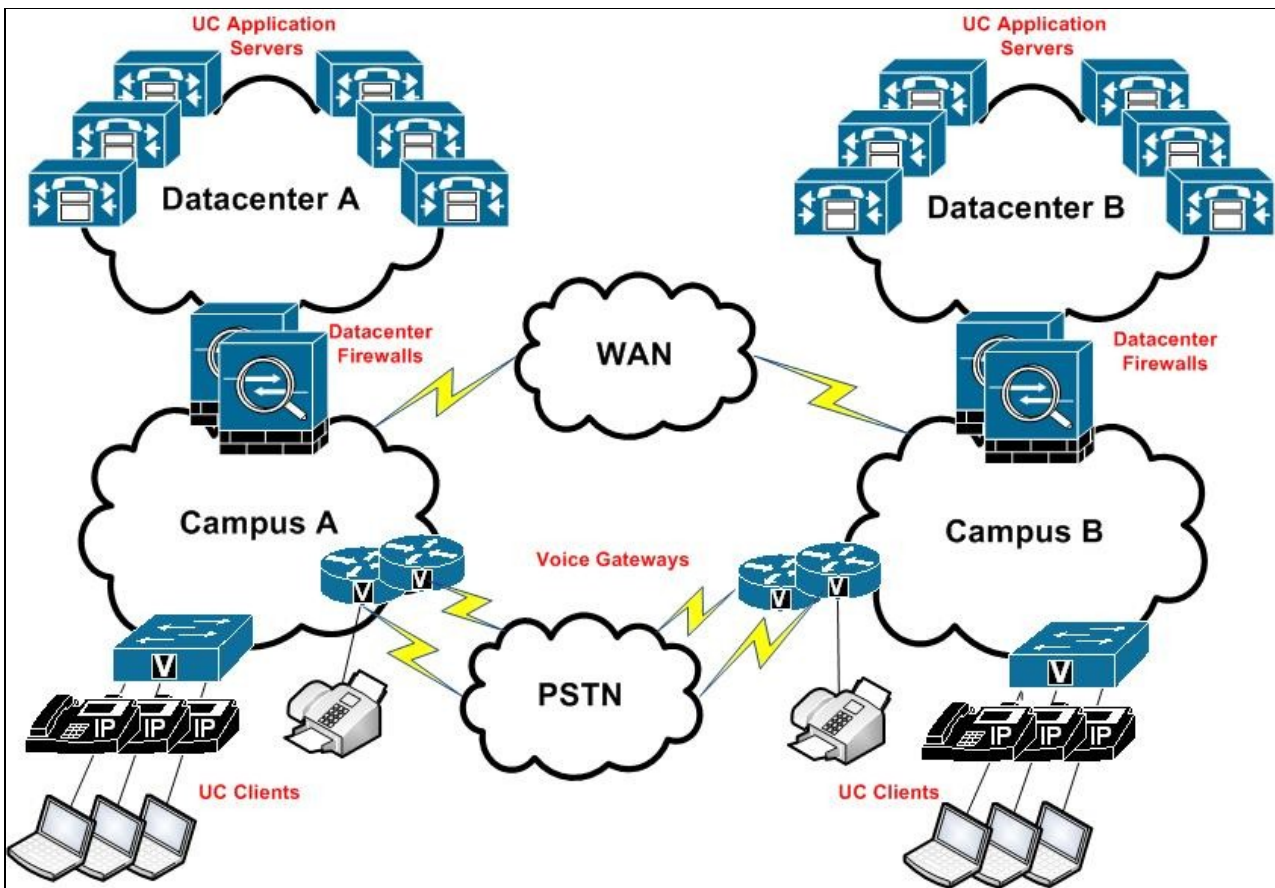 UC Application
Servers
UC Application
Servers
Datacenter A
Datacenter B
Datacenter
Firewalls
WAN
Datacenter
Firewalls
Campus A
Campus B
Voice Gateways
V
V
V
V
PSTN
V
V
IP
IP
IP
IP
IP
IP
UC Clients
UC Clients